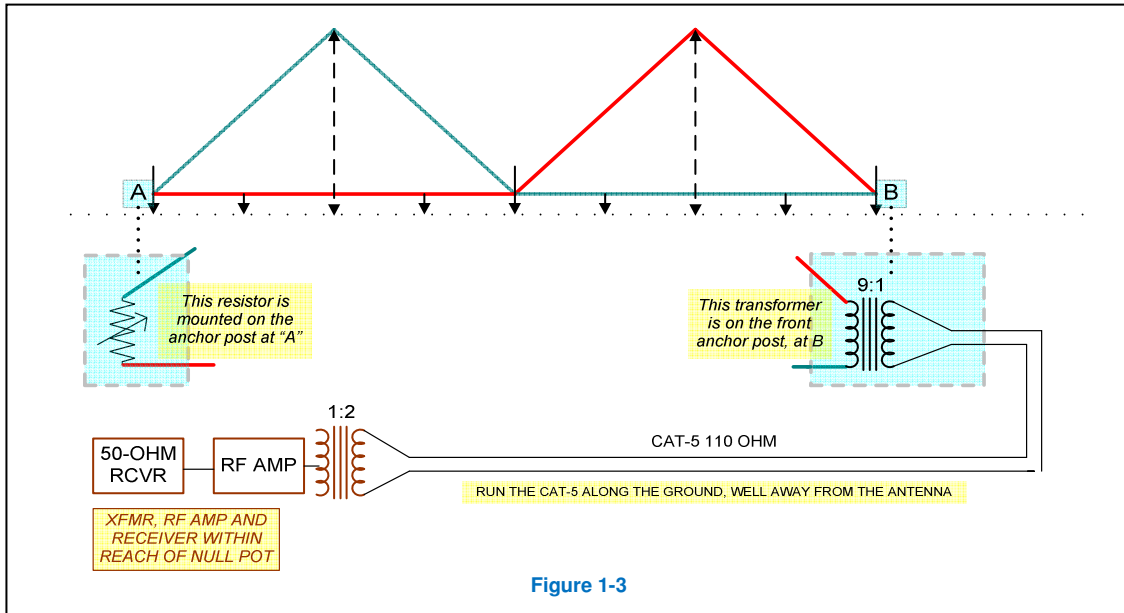 A
B
This resistor is
mounted on the
anchor post at “A”
This transformer
is on the front
anchor post, at B
9:1
1:2
50-OHM
RCVR
RF AMP
CAT-5 110 OHM
RUN THE CAT-5 ALONG THE GROUND, WELL AWAY FROM THE ANTENNA
XFMR, RF AMP AND
RECEIVER WITHIN
REACH OF NULL POT
Figure 1-3